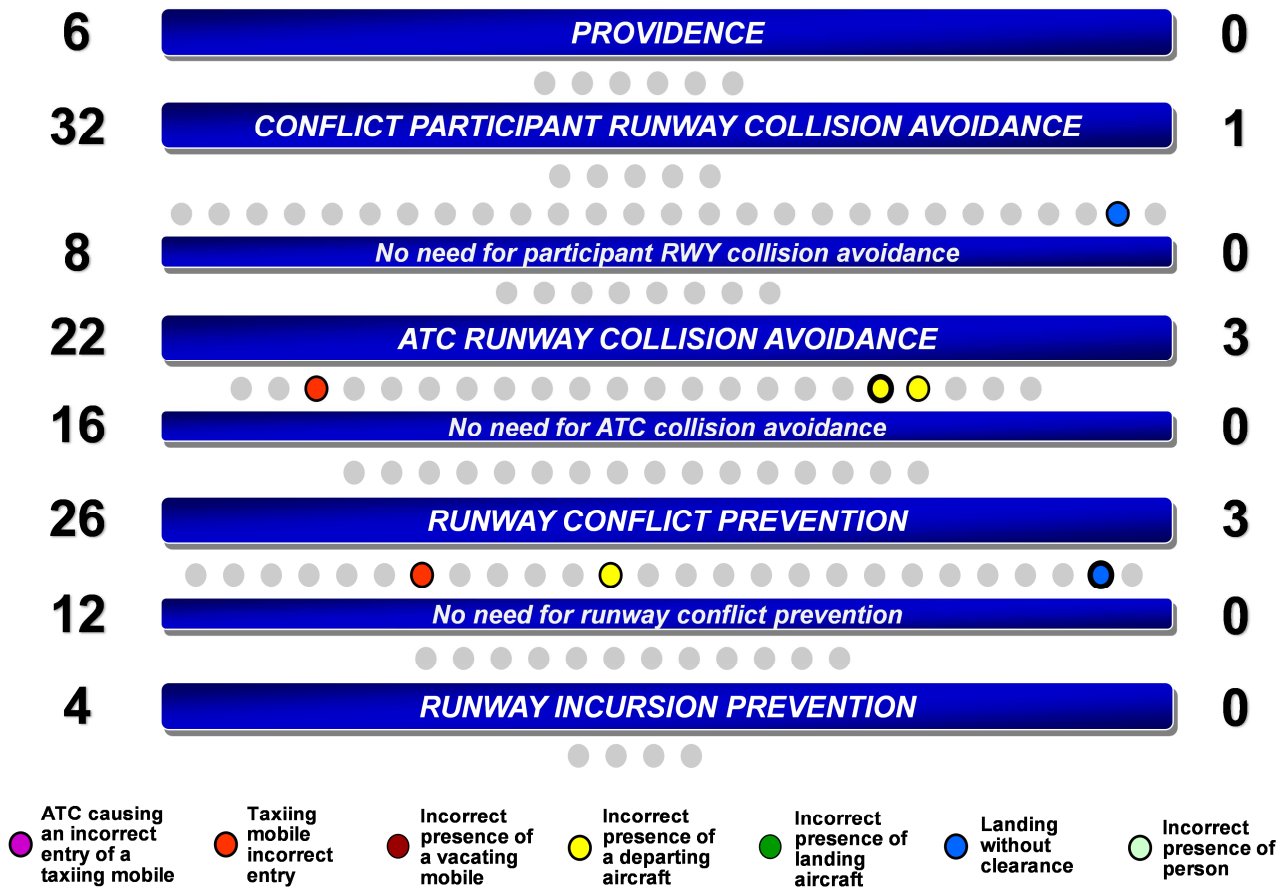 6 PROVIDENCE 0
32 CONFLICT PARTICIPANT RUNWAY COLLISION AVOIDANCE 1
8 No need for participant RWY collision avoidance 0
22 ATC RUNWAY COLLISION AVOIDANCE 3
16 No need for ATC collision avoidance 0
26 RUNWAY CONFLICT PREVENTION 3
12 No need for runway conflict prevention 0
4 RUNWAY INCURSION PREVENTION 0
ATC causing
an incorrect
entry of a
taxiing mobile
Taxiing
mobile
incorrect
entry
Incorrect
presence of
a vacating
mobile
Incorrect
presence of
a departing
aircraft
Incorrect
presence of
landing
aircraft
Landing
without
clearance
Incorrect
presence of
person